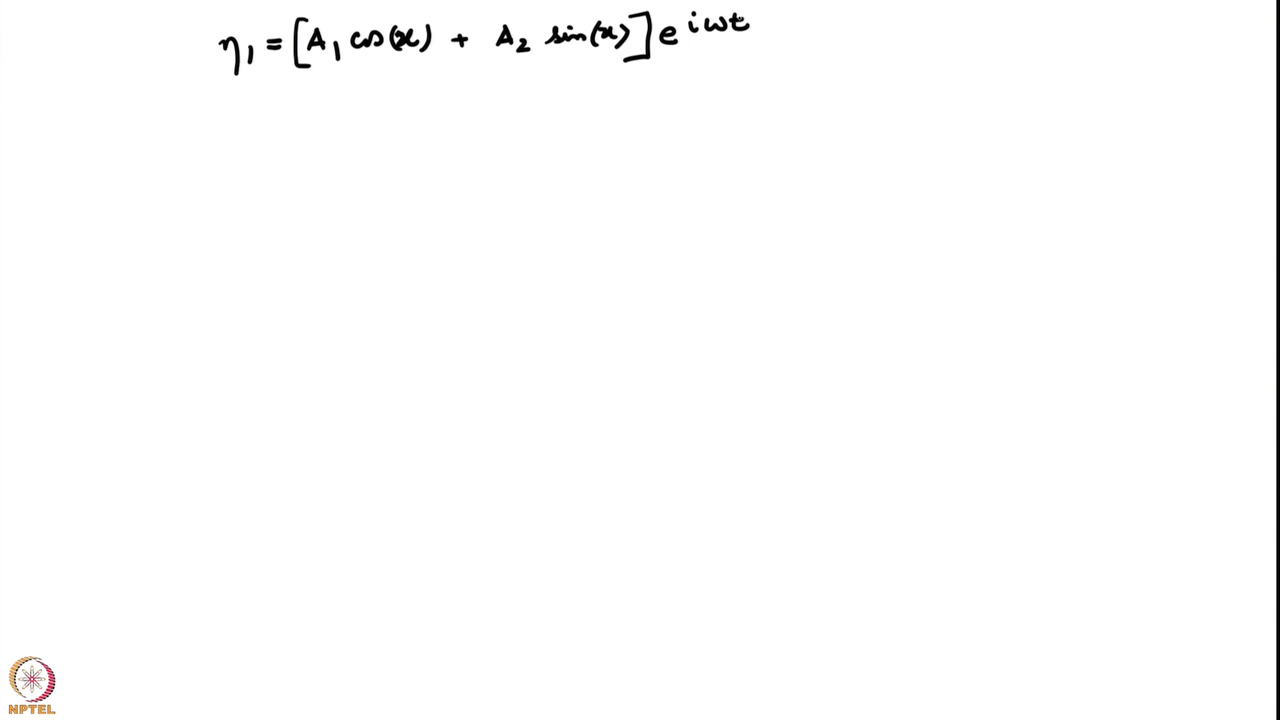 η₁ = [A₁ cos(x) + A₂ sin(x)] e^{iωt}
NPTEL